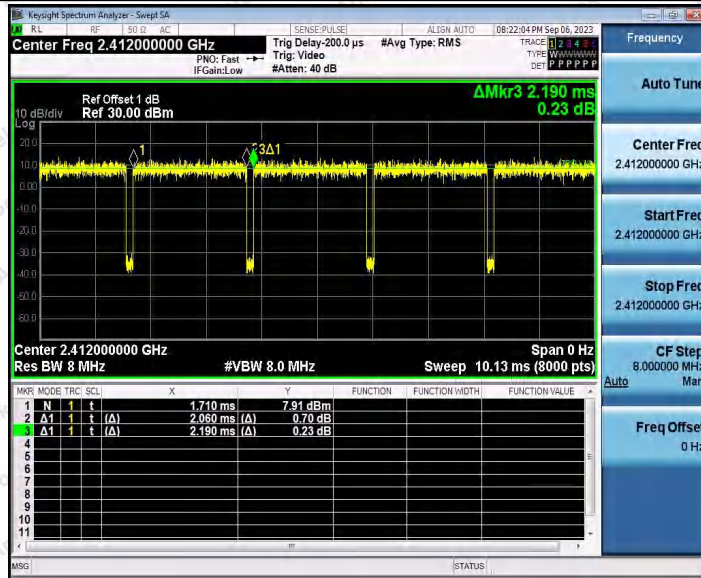 Keysight Spectrum Analyzer - Swept SA
RL RF 50 Ω AC SENSE:PULSE ALIGN AUTO 08:22:04 PM Sep 06, 2023
Center Freq 2.412000000 GHz
PNO: Fast
IFGain:Low
Trig Delay-200.0 μs
Trig: Video
#Atten: 40 dB
#Avg Type: RMS
TRACE 1 2 3 4 5 6
TYPE WWWWWW
DET P P P P P P
Frequency
ΔMkr3 2.190 ms
0.23 dB
Ref Offset 1 dB
10 dB/div Ref 30.00 dBm
Log
20.0
10.0
0.00
-10.0
-20.0
-30.0
-40.0
-50.0
-60.0
1
3Δ1
Center 2.412000000 GHz Span 0 Hz
Res BW 8 MHz #VBW 8.0 MHz Sweep 10.13 ms (8000 pts)
MKR MODE TRC SCL X Y FUNCTION FUNCTION WIDTH FUNCTION VALUE
1 N 1 t 1.710 ms 7.91 dBm
2 Δ1 1 t (Δ) 2.060 ms (Δ) 0.70 dB
3 Δ1 1 t (Δ) 2.190 ms (Δ) 0.23 dB
4
5
6
7
8
9
10
11
MSG STATUS
Auto Tune
Center Freq
2.412000000 GHz
Start Freq
2.412000000 GHz
Stop Freq
2.412000000 GHz
CF Step
8.000000 MHz
Auto Man
Freq Offset
0 Hz